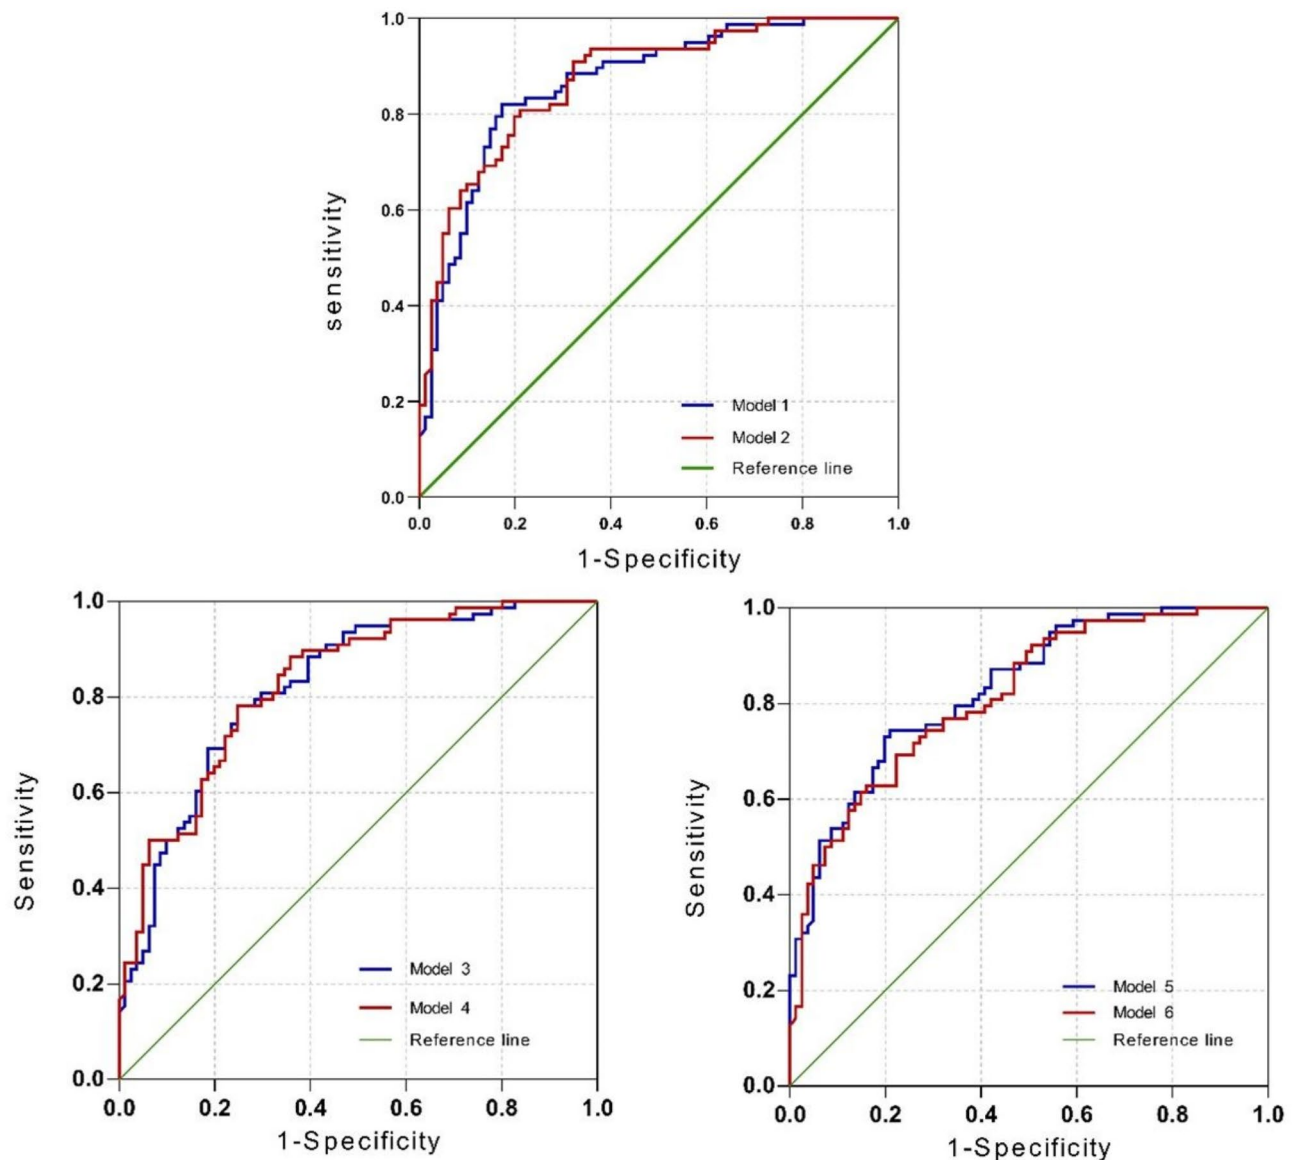 1.0
0.8
0.6
0.4
0.2
0.0
sensitivity
Model 1
Model 2
Reference line
0.0 0.2 0.4 0.6 0.8 1.0
1-Specificity
1.0
0.8
0.6
0.4
0.2
0.0
Sensitivity
Model 3
Model 4
Reference line
0.0 0.2 0.4 0.6 0.8 1.0
1-Specificity
1.0
0.8
0.6
0.4
0.2
0.0
Sensitivity
Model 5
Model 6
Reference line
0.0 0.2 0.4 0.6 0.8 1.0
1-Specificity